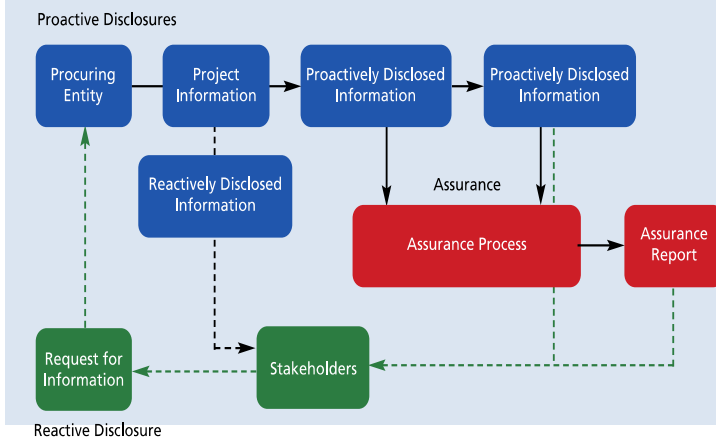 Proactive Disclosures
Procuring
Entity
Project
Information
Proactively Disclosed
Information
Proactively Disclosed
Information
Reactively Disclosed
Information
Assurance
Assurance Process
Assurance
Report
Request for
Information
Stakeholders
Reactive Disclosure